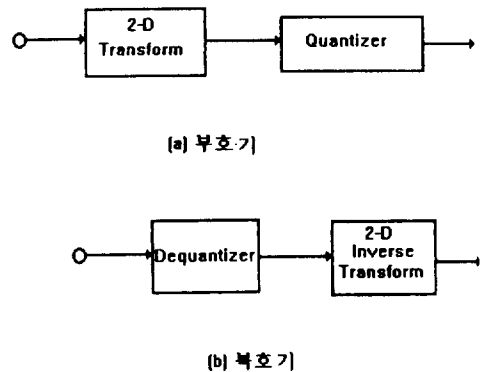 2-D
Transform
Quantizer
(a) 부호기
Dequantizer
2-D
Inverse
Transform
(b) 복호기